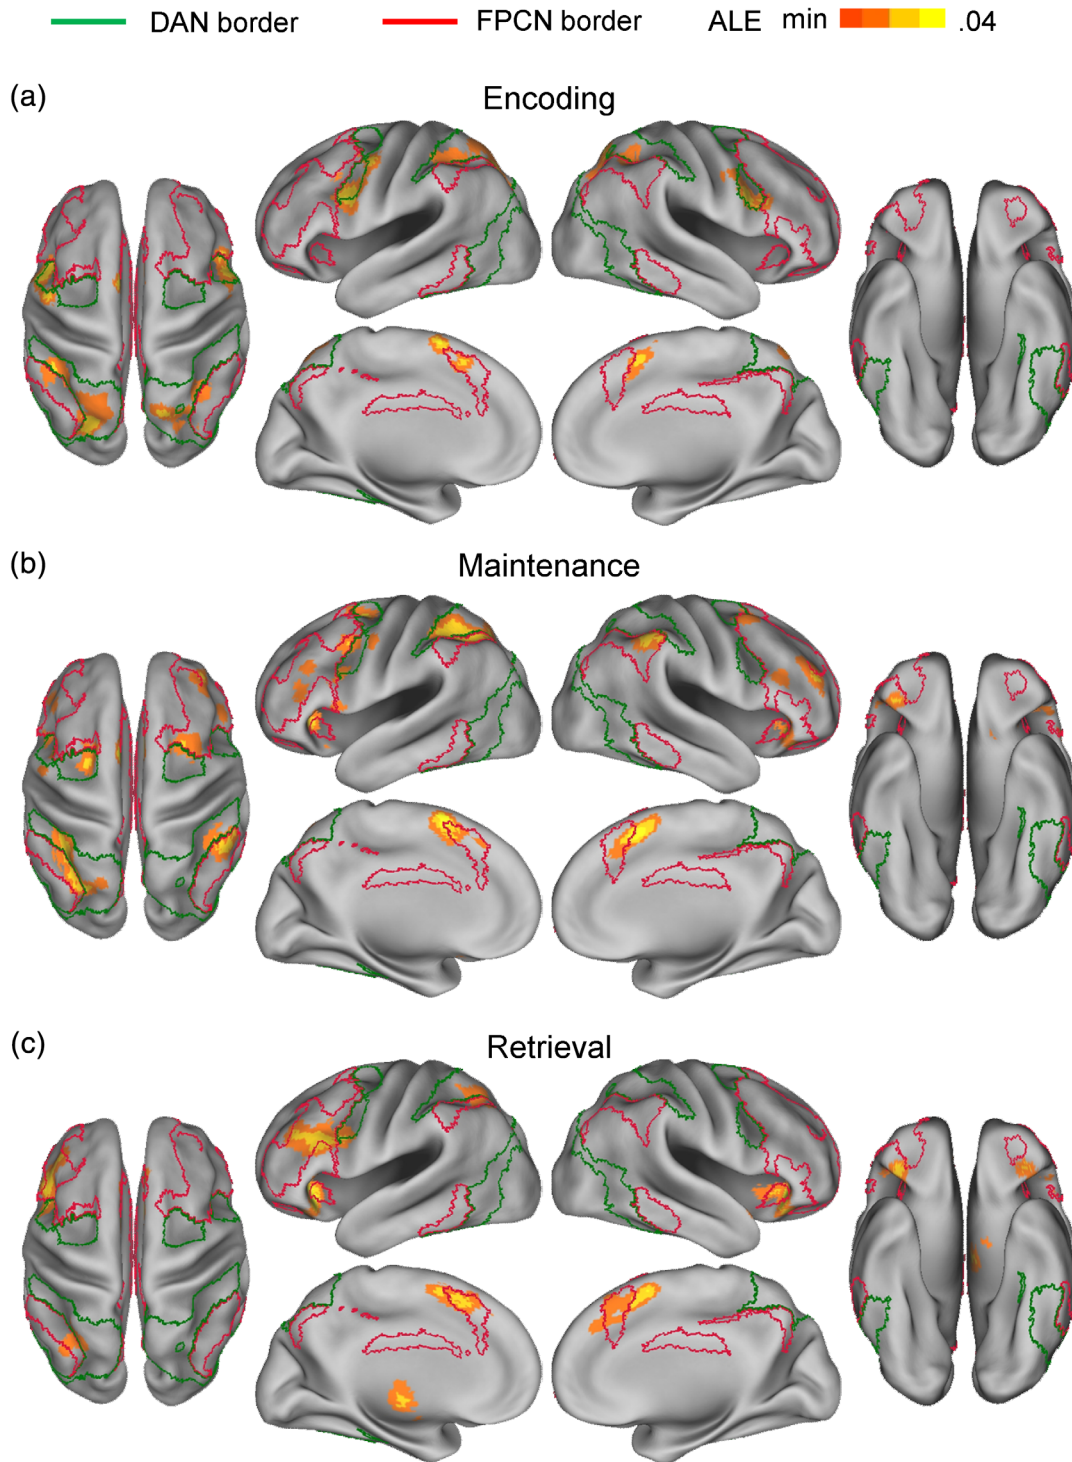 DAN border FPCN border ALE min .04
(a) Encoding
(b) Maintenance
(c) Retrieval